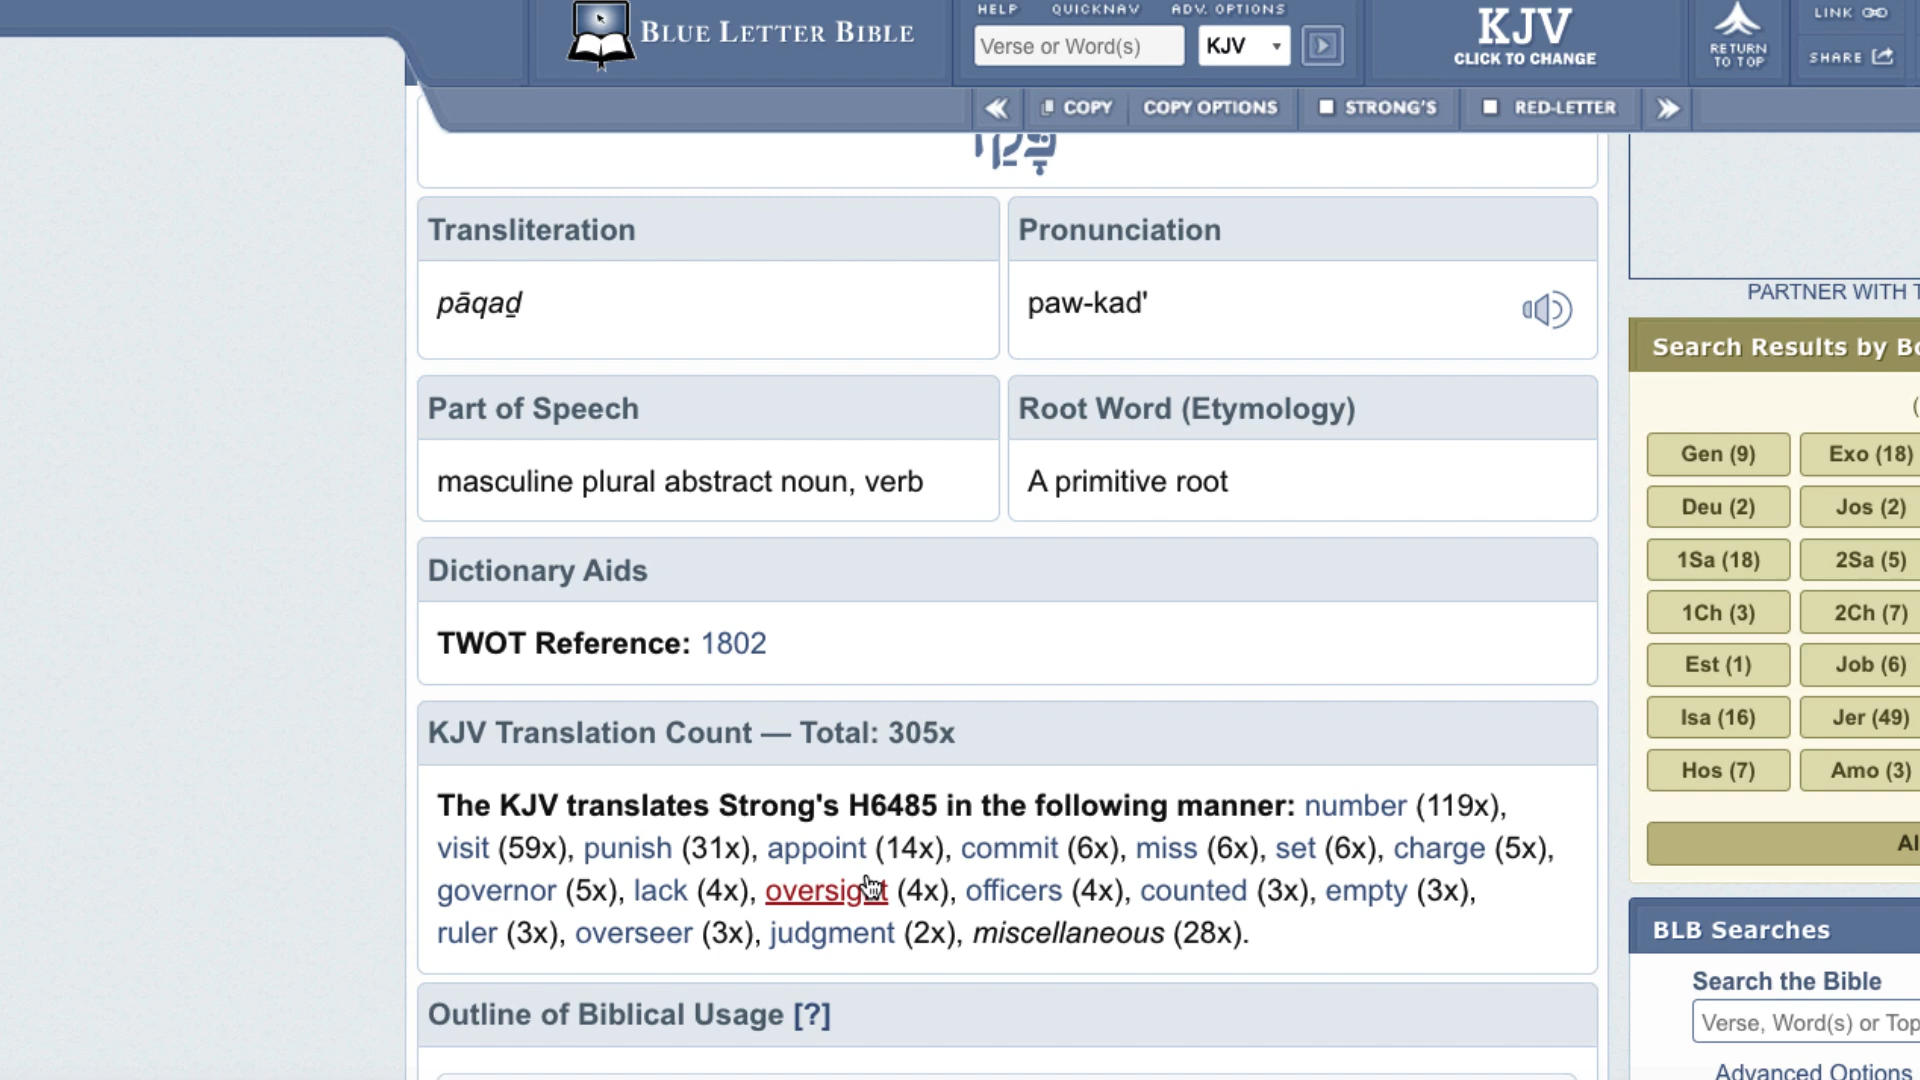 HELP QUICKNAV ADV. OPTIONS
BLUE LETTER BIBLE
Verse or Word(s) KJV
KJV
CLICK TO CHANGE
RETURN
TO TOP
LINK
SHARE
COPY COPY OPTIONS STRONG'S RED-LETTER
Transliteration
pāqaḏ
Pronunciation
paw-kad'
Part of Speech
masculine plural abstract noun, verb
Root Word (Etymology)
A primitive root
Dictionary Aids
TWOT Reference: 1802
KJV Translation Count — Total: 305x
The KJV translates Strong's H6485 in the following manner: number (119x),
visit (59x), punish (31x), appoint (14x), commit (6x), miss (6x), set (6x), charge (5x),
governor (5x), lack (4x), oversight (4x), officers (4x), counted (3x), empty (3x),
ruler (3x), overseer (3x), judgment (2x), miscellaneous (28x).
Outline of Biblical Usage [?]
PARTNER WITH
Search Results by
Gen (9) Exo (18)
Deu (2) Jos (2)
1Sa (18) 2Sa (5)
1Ch (3) 2Ch (7)
Est (1) Job (6)
Isa (16) Jer (49)
Hos (7) Amo (3)
BLB Searches
Search the Bible
Verse, Word(s) or Top
Advanced Options